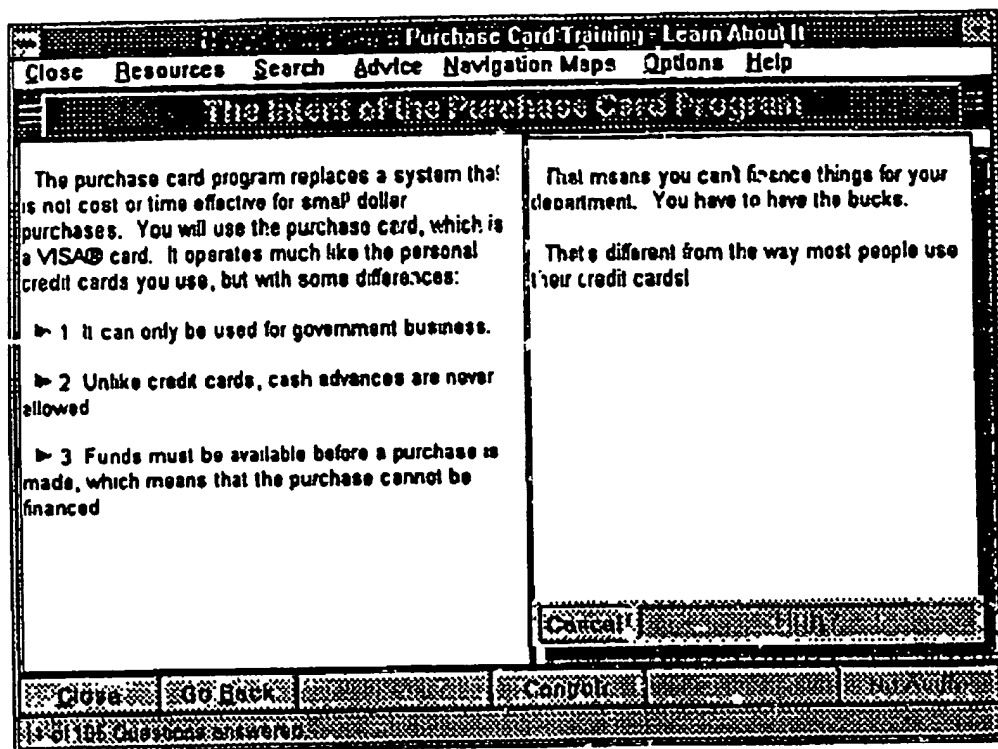 Purchase Card Training - Learn About It
Close Resources Search Advice Navigation Maps Options Help
The Intent of the Purchase Card Program
The purchase card program replaces a system that
is not cost or time effective for small dollar
purchases. You will use the purchase card, which is
a VISA® card. It operates much like the personal
credit cards you use, but with some differences:
► 1 It can only be used for government business.
► 2 Unlike credit cards, cash advances are never
allowed
► 3 Funds must be available before a purchase is
made, which means that the purchase cannot be
financed
That means you can't finance things for your
department. You have to have the bucks.
That's different from the way most people use
their credit cards!
Cancel
Close Go Back Controls
of 106 Questions answered